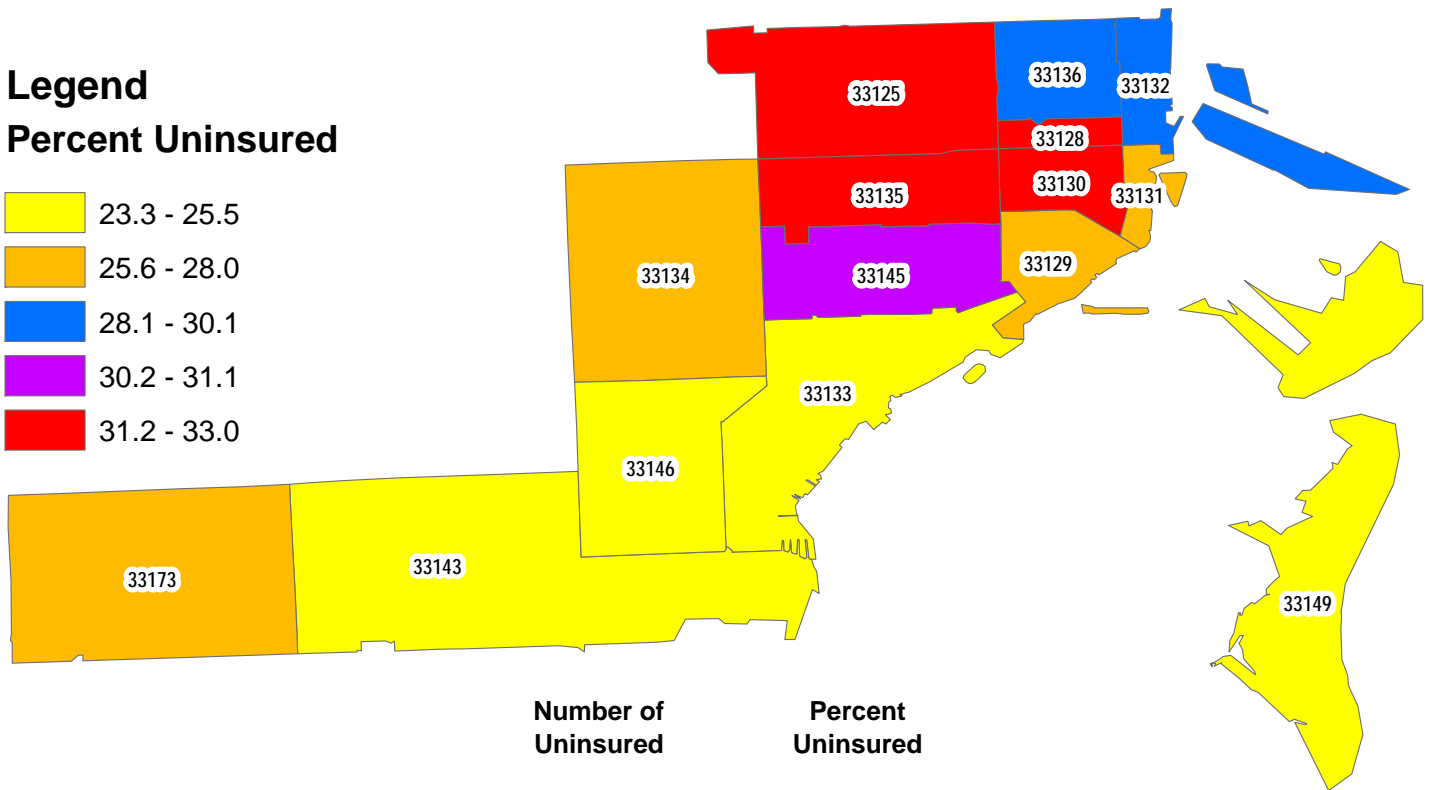 Legend
Percent Uninsured
23.3 - 25.5
25.6 - 28.0
28.1 - 30.1
30.2 - 31.1
31.2 - 33.0
33125
33136
33132
33128
33135
33130
33131
33134
33145
33129
33133
33146
33173
33143
33149
Number of
Uninsured
Percent
Uninsured